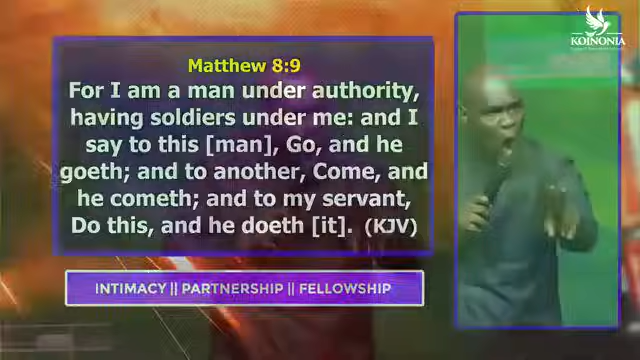 Matthew 8:9
For I am a man under authority,
having soldiers under me: and I
say to this [man], Go, and he
goeth; and to another, Come, and
he cometh; and to my servant,
Do this, and he doeth [it]. (KJV)
INTIMACY || PARTNERSHIP || FELLOWSHIP
KOINONIA